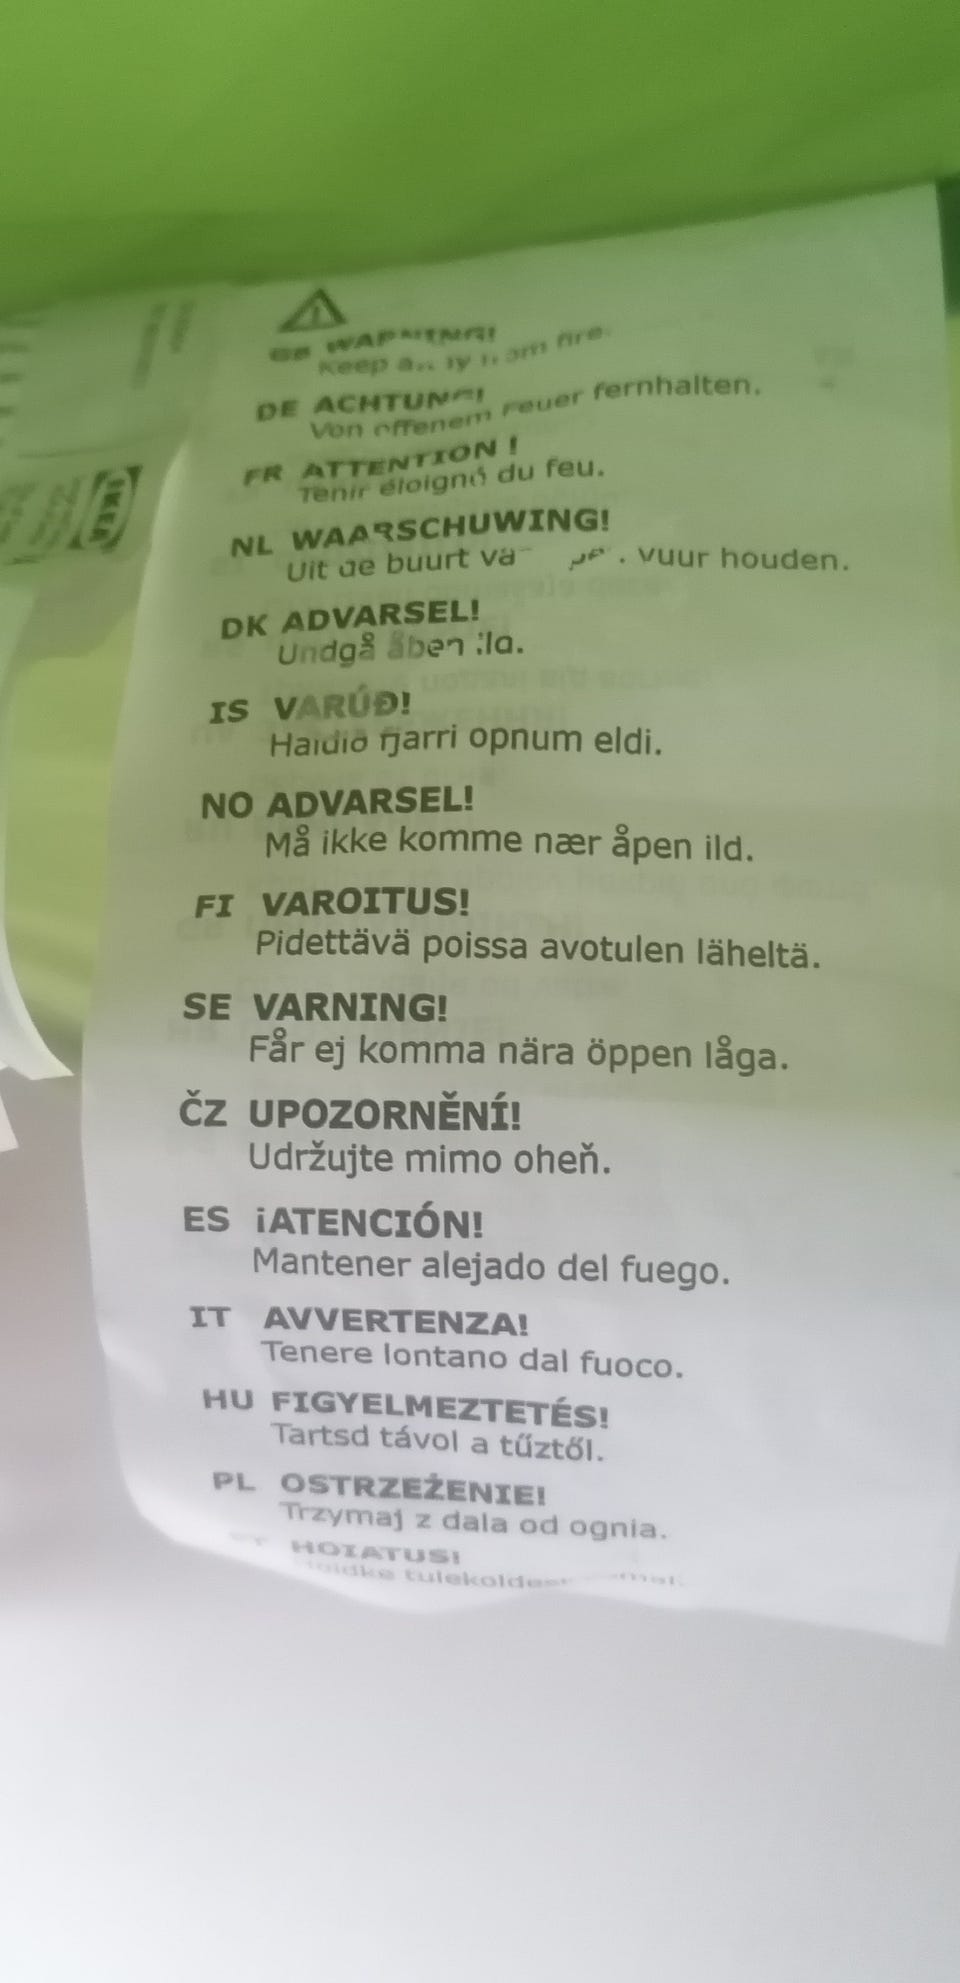 GB WARNING!
Keep away from fire.
DE ACHTUNG!
Von offenem Feuer fernhalten.
FR ATTENTION !
Tenir éloigné du feu.
NL WAARSCHUWING!
Uit de buurt vuur houden.
DK ADVARSEL!
Undgå åben ild.
IS VARÚÐ!
Haldið fjarri opnum eldi.
NO ADVARSEL!
Må ikke komme nær åpen ild.
FI VAROITUS!
Pidettävä poissa avotulen läheltä.
SE VARNING!
Får ej komma nära öppen låga.
ČZ UPOZORNĚNÍ!
Udržujte mimo oheň.
ES ¡ATENCIÓN!
Mantener alejado del fuego.
IT AVVERTENZA!
Tenere lontano dal fuoco.
HU FIGYELMEZTETÉS!
Tartsd távol a tűztől.
PL OSTRZEŻENIE!
Trzymaj z dala od ognia.
HOIATUS!
IKEA